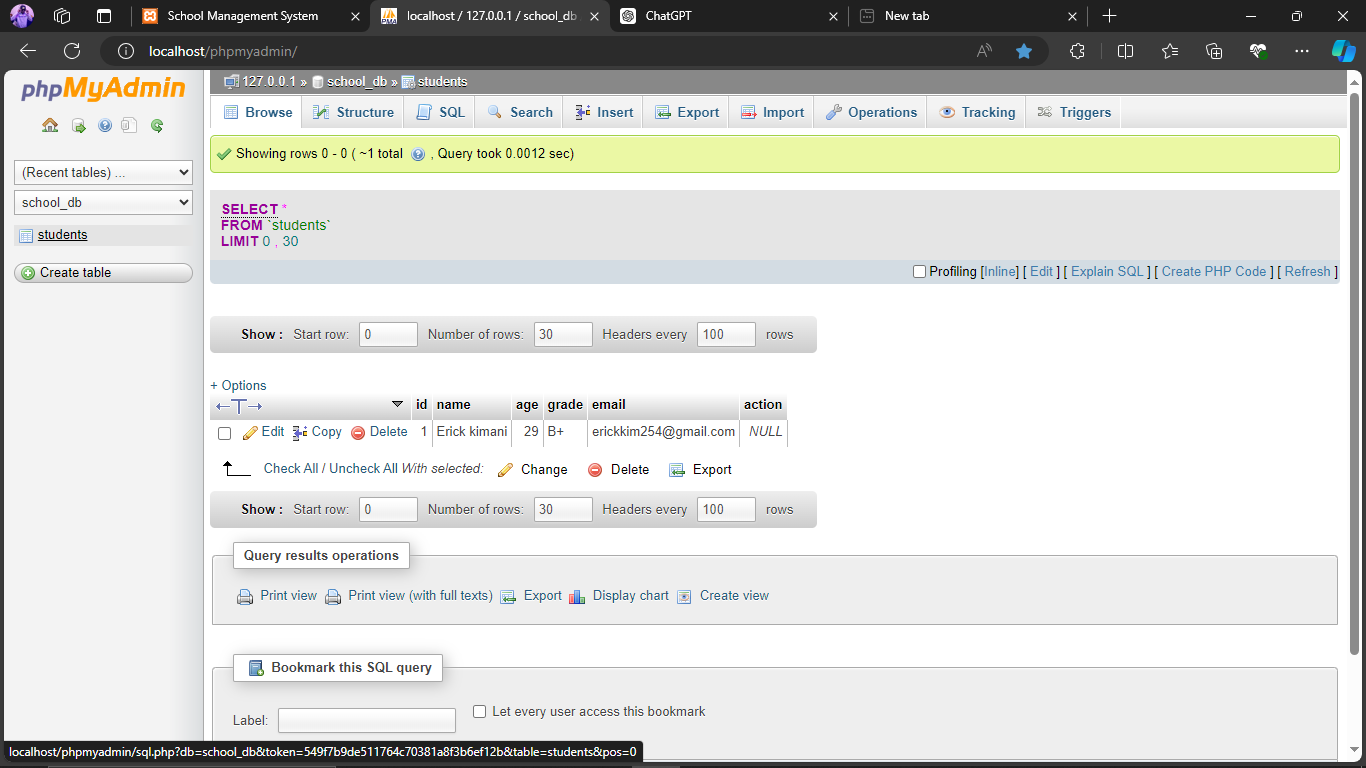 School Management System
localhost / 127.0.0.1 / school_db
ChatGPT
New tab
localhost/phpmyadmin/
phpMyAdmin
(Recent tables) ...
school_db
students
Create table
127.0.0.1 » school_db » students
Browse Structure SQL Search Insert Export Import Operations Tracking Triggers
Showing rows 0 - 0 ( ~1 total , Query took 0.0012 sec)
SELECT *
FROM `students`
LIMIT 0 , 30
Profiling [Inline] [ Edit ] [ Explain SQL ] [ Create PHP Code ] [ Refresh ]
Show : Start row: 0 Number of rows: 30 Headers every 100 rows
+ Options
←T→ id name age grade email action
Edit Copy Delete 1 Erick kimani 29 B+ erickkim254@gmail.com NULL
Check All / Uncheck All With selected: Change Delete Export
Show : Start row: 0 Number of rows: 30 Headers every 100 rows
Query results operations
Print view Print view (with full texts) Export Display chart Create view
Bookmark this SQL query
Label: Let every user access this bookmark
localhost/phpmyadmin/sql.php?db=school_db&token=549f7b9de511764c70381a8f3b6ef12b&table=students&pos=0